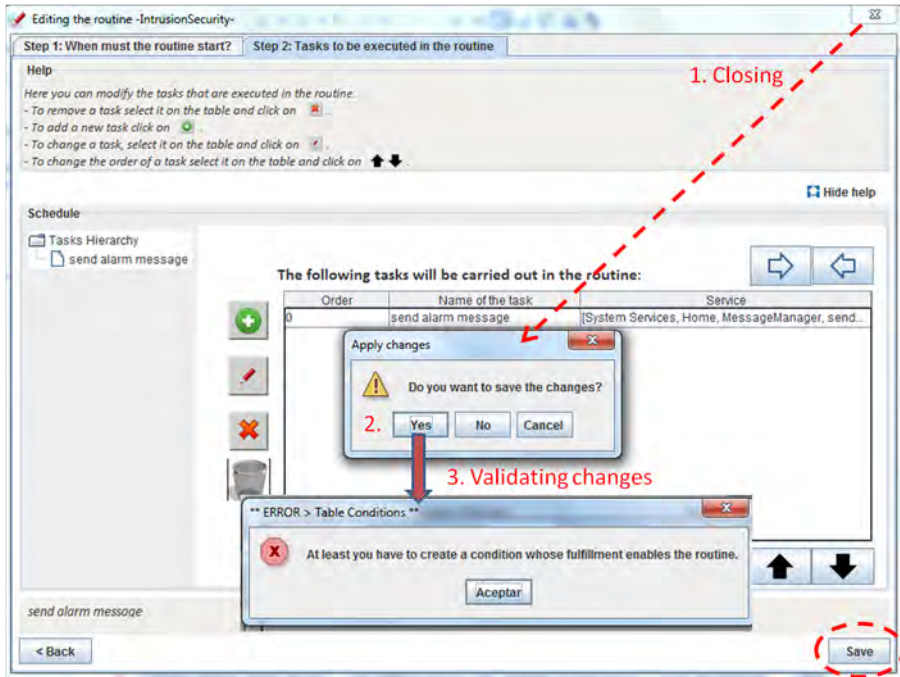 Editing the routine -IntrusionSecurity-
Step 1: When must the routine start? Step 2: Tasks to be executed in the routine
1. Closing
Help
Here you can modify the tasks that are executed in the routine.
- To remove a task select it on the table and click on .
- To add a new task click on .
- To change a task, select it on the table and click on .
- To change the order of a task select it on the table and click on .
Hide help
Schedule
Tasks Hierarchy
send alarm message
The following tasks will be carried out in the routine:
Order Name of the task Service
0 send alarm message [System Services, Home, MessageManager, send...
Apply changes
Do you want to save the changes?
2. Yes No Cancel
3. Validating changes
** ERROR > Table Conditions **
At least you have to create a condition whose fulfillment enables the routine.
Aceptar
send alarm message
< Back Save